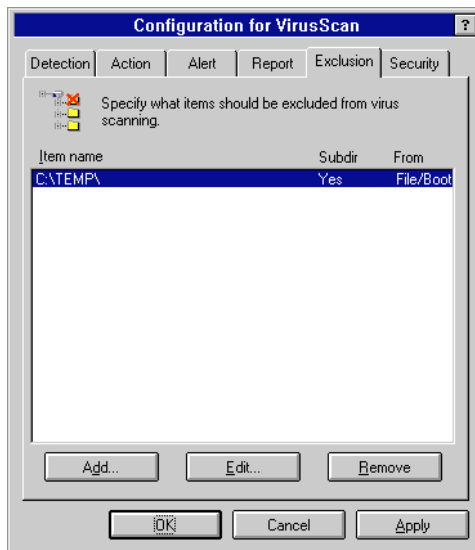 Configuration for VirusScan ?
Detection Action Alert Report Exclusion Security
Specify what items should be excluded from virus
scanning.
Item name Subdir From
C:\TEMP\ Yes File/Boot
Add... Edit... Remove
OK Cancel Apply